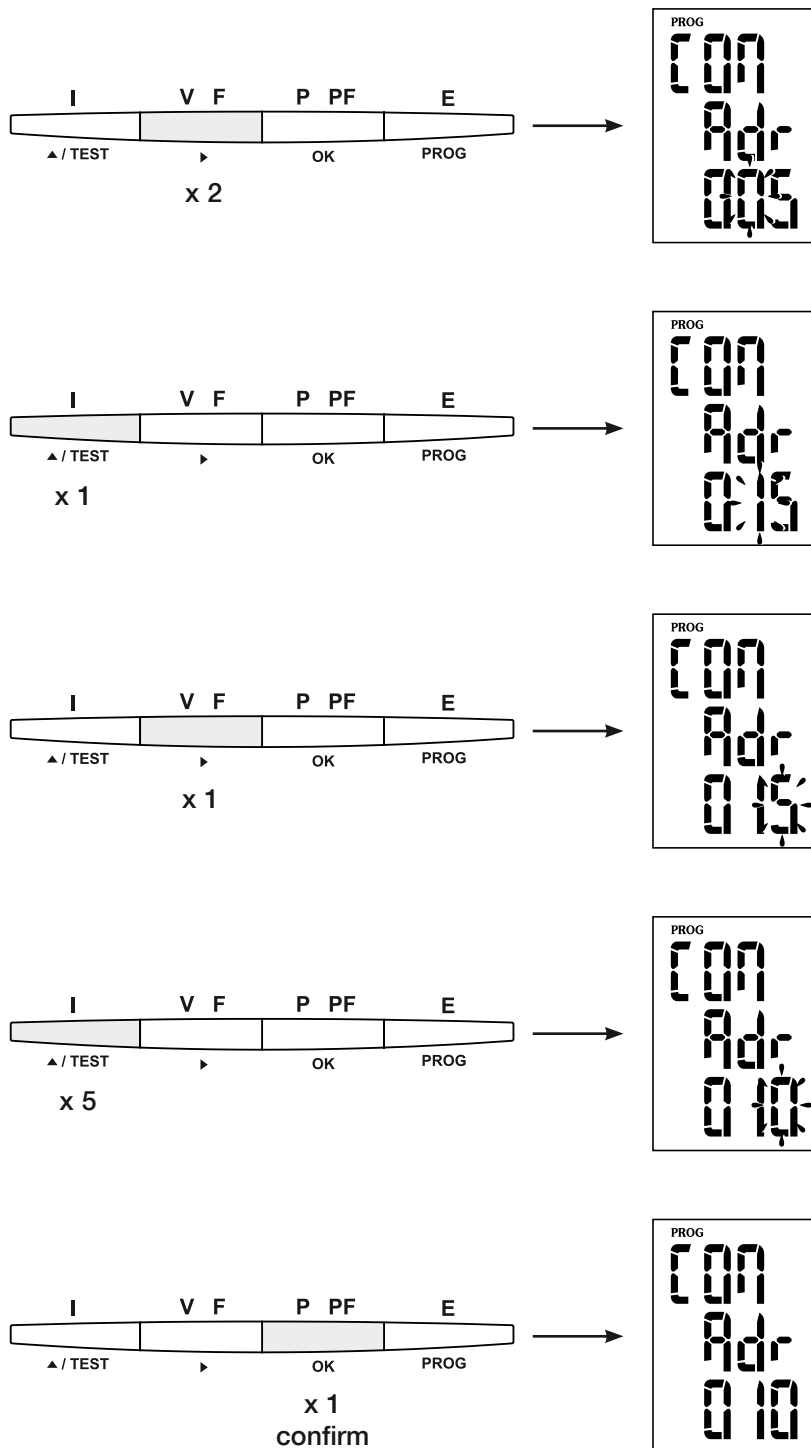 PROG
COM
I V F P PF E
Adr
▲ / TEST ► OK PROG
x 2
005
PROG
COM
I V F P PF E
Adr
▲ / TEST ► OK PROG
x 1
015
PROG
COM
I V F P PF E
Adr
▲ / TEST ► OK PROG
x 1
015
PROG
COM
I V F P PF E
Adr
▲ / TEST ► OK PROG
x 5
010
PROG
COM
I V F P PF E
Adr
▲ / TEST ► OK PROG
x 1
010
confirm